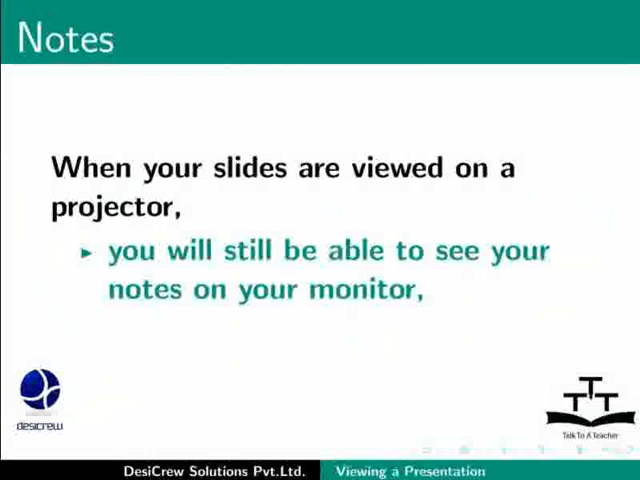 Notes
When your slides are viewed on a
projector,
you will still be able to see your
notes on your monitor,
desicrew
TTT
Talk To A Teacher
DesiCrew Solutions Pvt.Ltd.
Viewing a Presentation